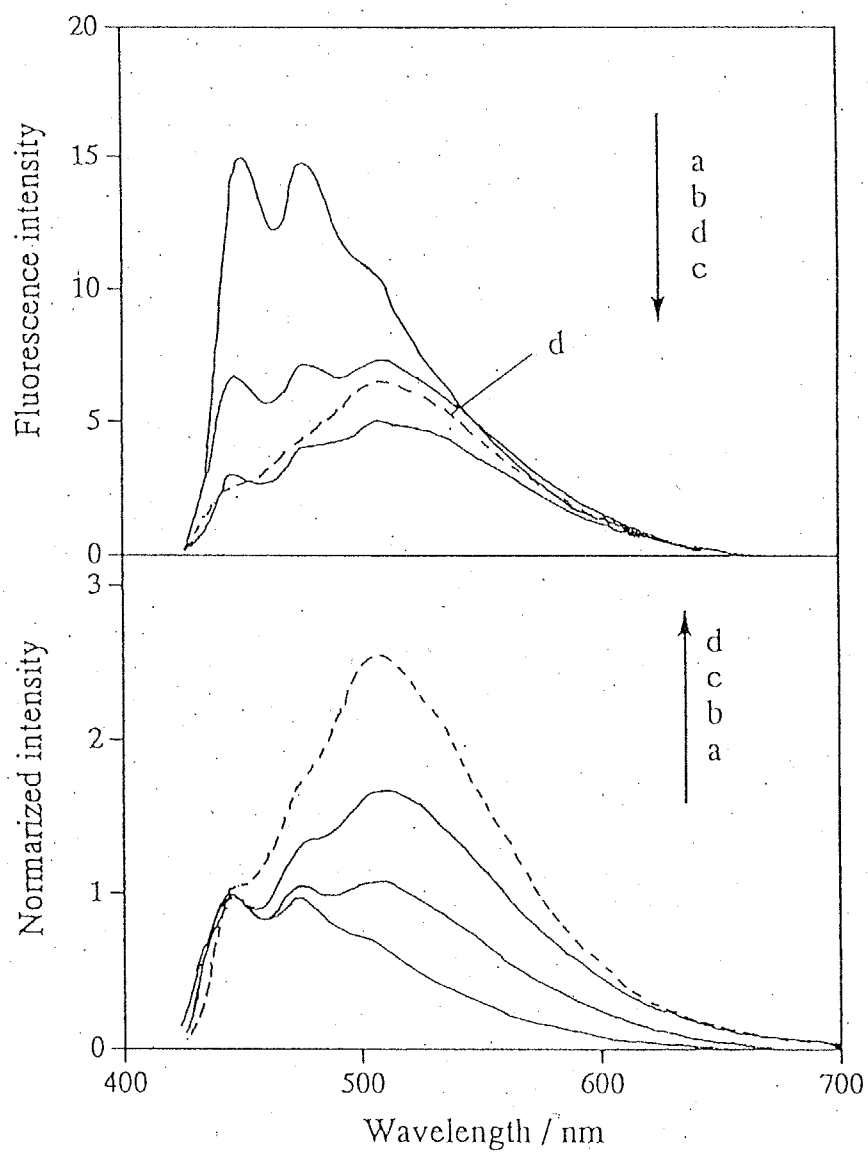 20
15
10
5
0
Fluorescence intensity
a
b
d
c
d
3
2
1
0
Normarized intensity
d
c
b
a
400
500
600
700
Wavelength / nm